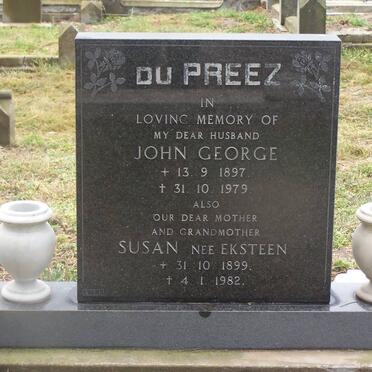 DU PREEZ
IN
LOVING MEMORY OF
MY DEAR HUSBAND
JOHN GEORGE
+ 13. 9. 1897.
+ 31. 10. 1979.
ALSO
OUR DEAR MOTHER
AND GRANDMOTHER
SUSAN NEE EKSTEEN
+ 31. 10. 1899.
+ 4. 1. 1982.